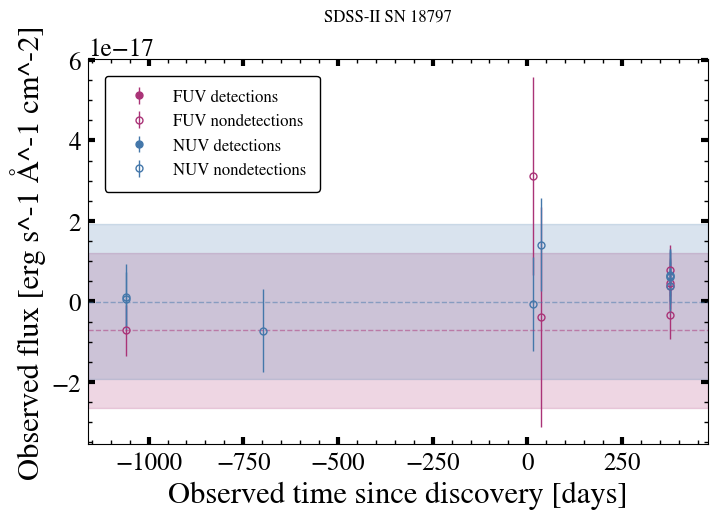 SDSS-II SN 18797
1e−17
FUV detections
FUV nondetections
NUV detections
NUV nondetections
6
4
2
0
−2
−1000 −750 −500 −250 0 250
Observed time since discovery [days]
Observed flux [erg s^-1 Å^-1 cm^-2]